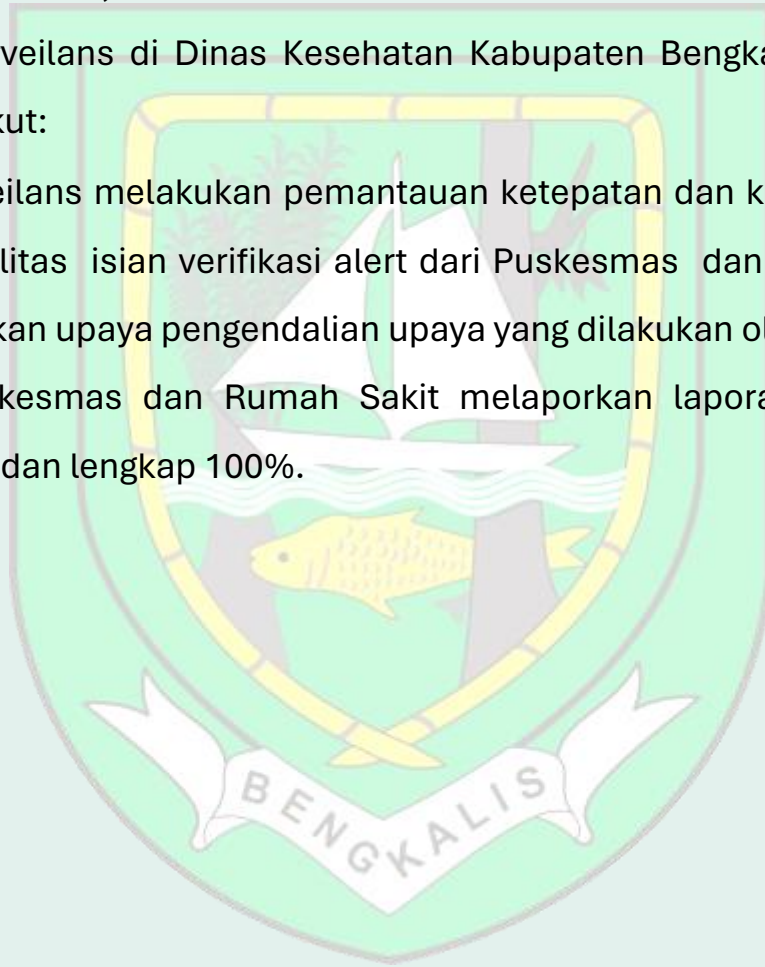 veilans di Dinas Kesehatan Kabupaten Bengka
kut:
eilans melakukan pemantauan ketepatan dan k
litas isian verifikasi alert dari Puskesmas dan
kan upaya pengendalian upaya yang dilakukan ol
kesmas dan Rumah Sakit melaporkan lapora
dan lengkap 100%.
BENGKALIS